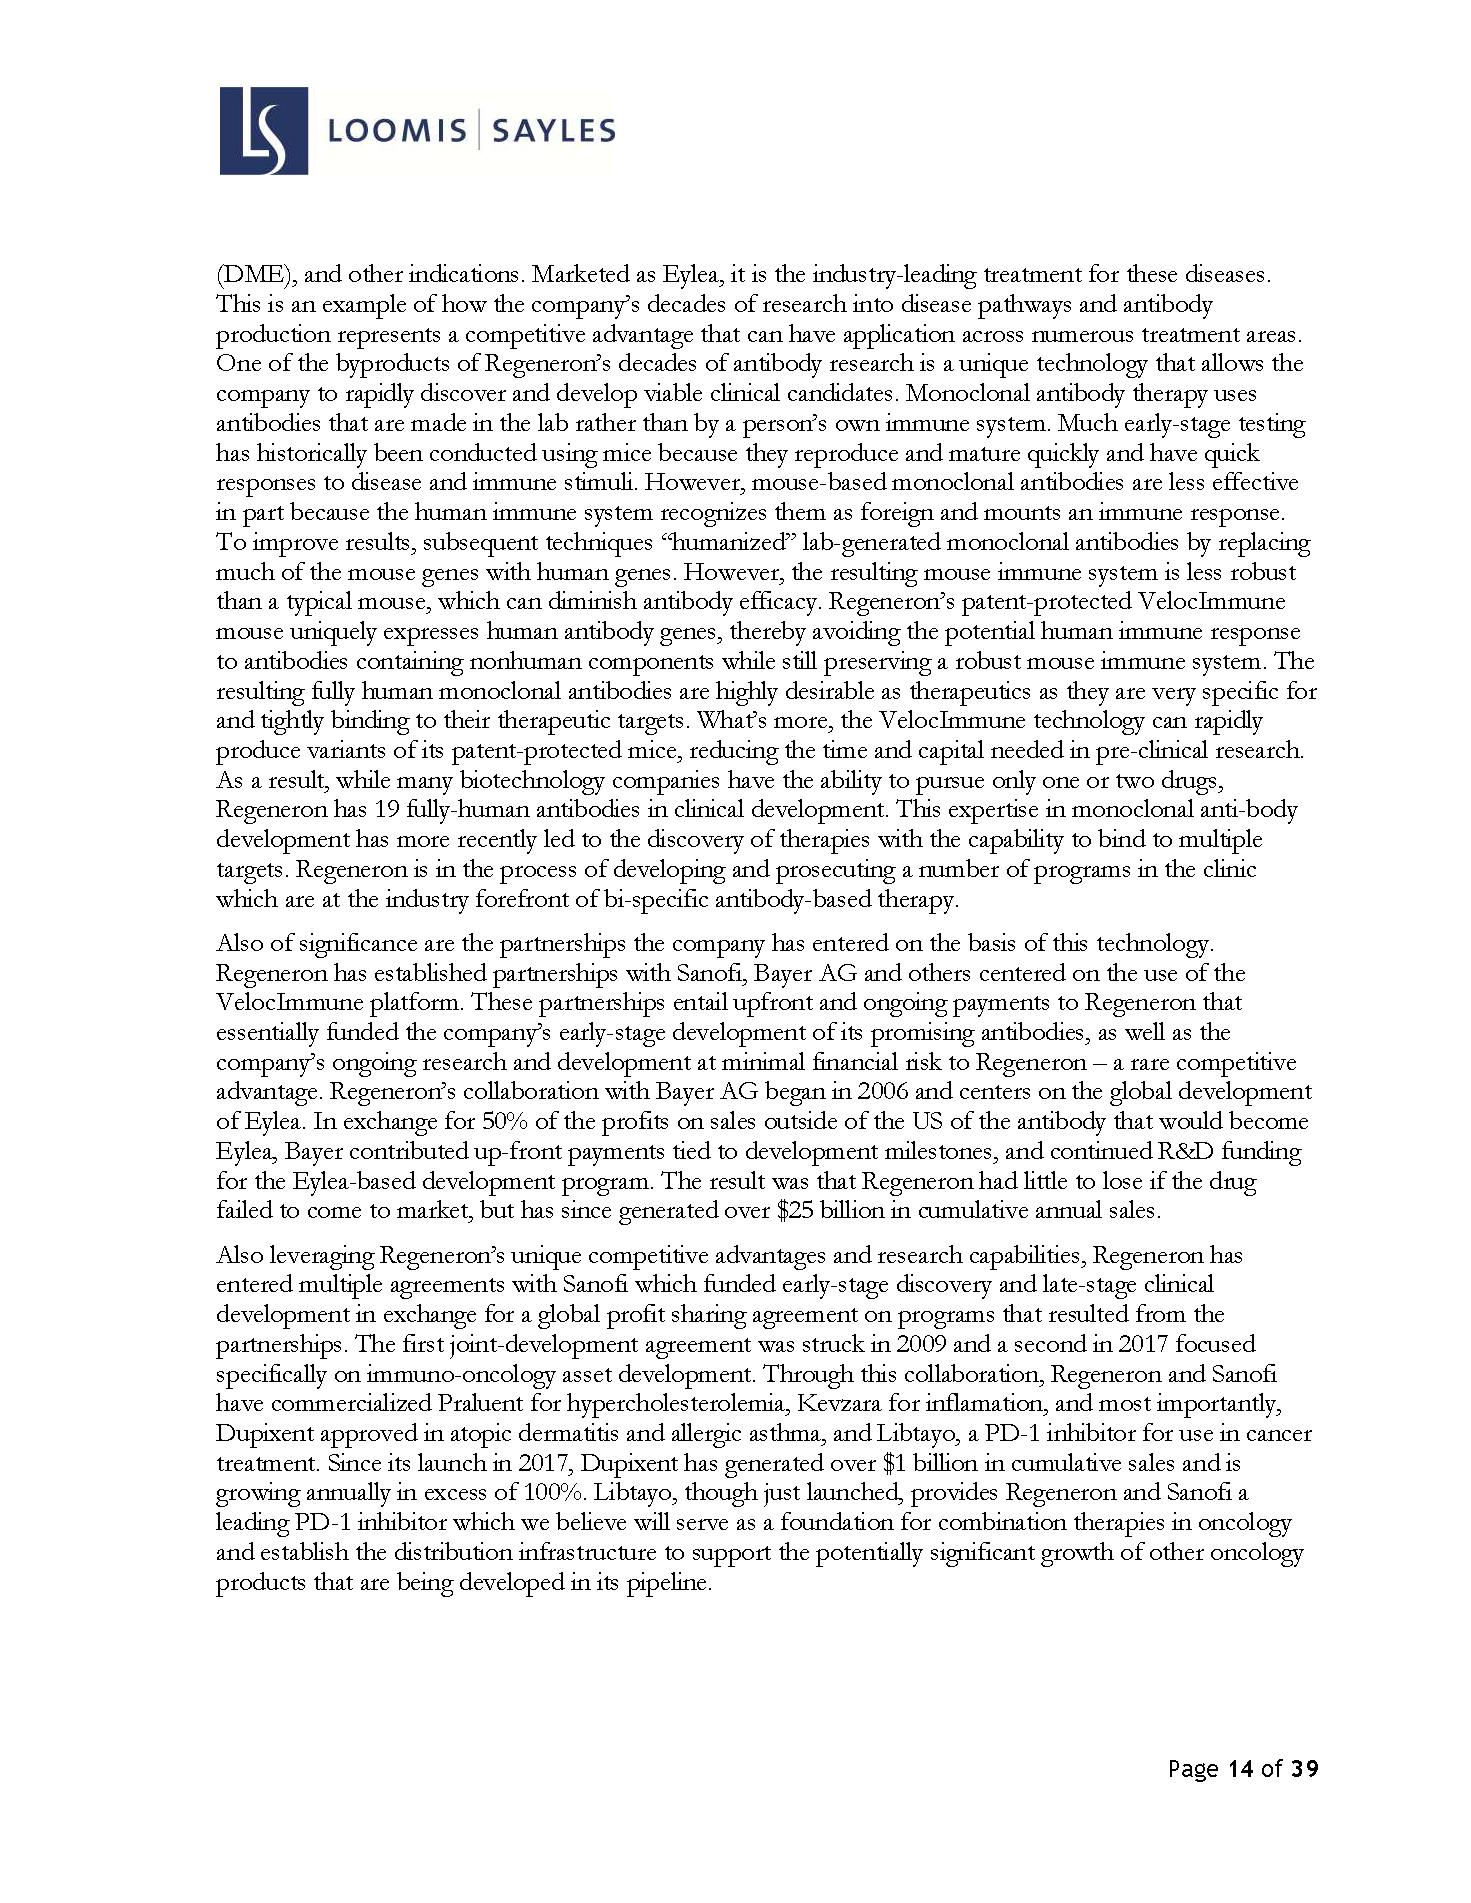 LS LOOMIS | SAYLES
(DME), and other indications. Marketed as Eylea, it is the industry-leading treatment for these diseases.
This is an example of how the company’s decades of research into disease pathways and antibody
production represents a competitive advantage that can have application across numerous treatment areas.
One of the byproducts of Regeneron’s decades of antibody research is a unique technology that allows the
company to rapidly discover and develop viable clinical candidates. Monoclonal antibody therapy uses
antibodies that are made in the lab rather than by a person’s own immune system. Much early-stage testing
has historically been conducted using mice because they reproduce and mature quickly and have quick
responses to disease and immune stimuli. However, mouse-based monoclonal antibodies are less effective
in part because the human immune system recognizes them as foreign and mounts an immune response.
To improve results, subsequent techniques “humanized” lab-generated monoclonal antibodies by replacing
much of the mouse genes with human genes. However, the resulting mouse immune system is less robust
than a typical mouse, which can diminish antibody efficacy. Regeneron’s patent-protected VelocImmune
mouse uniquely expresses human antibody genes, thereby avoiding the potential human immune response
to antibodies containing nonhuman components while still preserving a robust mouse immune system. The
resulting fully human monoclonal antibodies are highly desirable as therapeutics as they are very specific for
and tightly binding to their therapeutic targets. What’s more, the VelocImmune technology can rapidly
produce variants of its patent-protected mice, reducing the time and capital needed in pre-clinical research.
As a result, while many biotechnology companies have the ability to pursue only one or two drugs,
Regeneron has 19 fully-human antibodies in clinical development. This expertise in monoclonal anti-body
development has more recently led to the discovery of therapies with the capability to bind to multiple
targets. Regeneron is in the process of developing and prosecuting a number of programs in the clinic
which are at the industry forefront of bi-specific antibody-based therapy.
Also of significance are the partnerships the company has entered on the basis of this technology.
Regeneron has established partnerships with Sanofi, Bayer AG and others centered on the use of the
VelocImmune platform. These partnerships entail upfront and ongoing payments to Regeneron that
essentially funded the company’s early-stage development of its promising antibodies, as well as the
company’s ongoing research and development at minimal financial risk to Regeneron – a rare competitive
advantage. Regeneron’s collaboration with Bayer AG began in 2006 and centers on the global development
of Eylea. In exchange for 50% of the profits on sales outside of the US of the antibody that would become
Eylea, Bayer contributed up-front payments tied to development milestones, and continued R&D funding
for the Eylea-based development program. The result was that Regeneron had little to lose if the drug
failed to come to market, but has since generated over $25 billion in cumulative annual sales.
Also leveraging Regeneron’s unique competitive advantages and research capabilities, Regeneron has
entered multiple agreements with Sanofi which funded early-stage discovery and late-stage clinical
development in exchange for a global profit sharing agreement on programs that resulted from the
partnerships. The first joint-development agreement was struck in 2009 and a second in 2017 focused
specifically on immuno-oncology asset development. Through this collaboration, Regeneron and Sanofi
have commercialized Praluent for hypercholesterolemia, Kevzara for inflamation, and most importantly,
Dupixent approved in atopic dermatitis and allergic asthma, and Libtayo, a PD-1 inhibitor for use in cancer
treatment. Since its launch in 2017, Dupixent has generated over $1 billion in cumulative sales and is
growing annually in excess of 100%. Libtayo, though just launched, provides Regeneron and Sanofi a
leading PD-1 inhibitor which we believe will serve as a foundation for combination therapies in oncology
and establish the distribution infrastructure to support the potentially significant growth of other oncology
products that are being developed in its pipeline.
Page 14 of 39